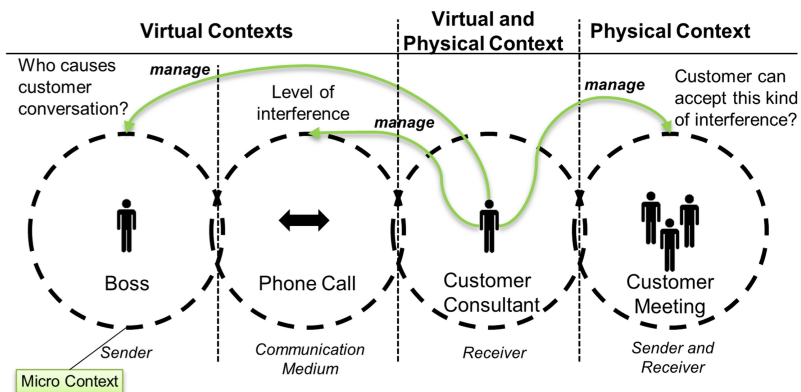 Virtual Contexts
Virtual and
Physical Context
Physical Context
Who causes
customer
conversation?
manage
Level of
interference
manage
manage
Customer can
accept this kind
of interference?
Boss
Phone Call
Customer
Consultant
Customer
Meeting
Sender
Communication
Medium
Receiver
Sender and
Receiver
Micro Context